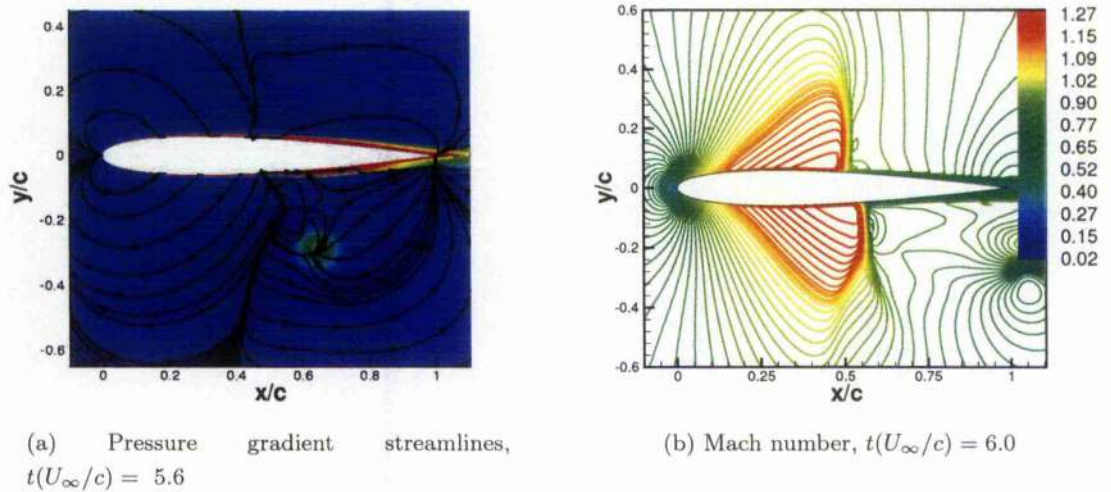 0.4
0.2
0
-0.2
-0.4
-0.6
y/c
0 0.2 0.4 0.6 0.8 1
x/c
0.6
0.4
0.2
0
-0.2
-0.4
-0.6
y/c
0 0.25 0.5 0.75 1
x/c
1.27
1.15
1.09
1.02
0.90
0.77
0.65
0.52
0.40
0.27
0.15
0.02
(a) Pressure gradient streamlines,
t(U∞/c) = 5.6
(b) Mach number, t(U∞/c) = 6.0